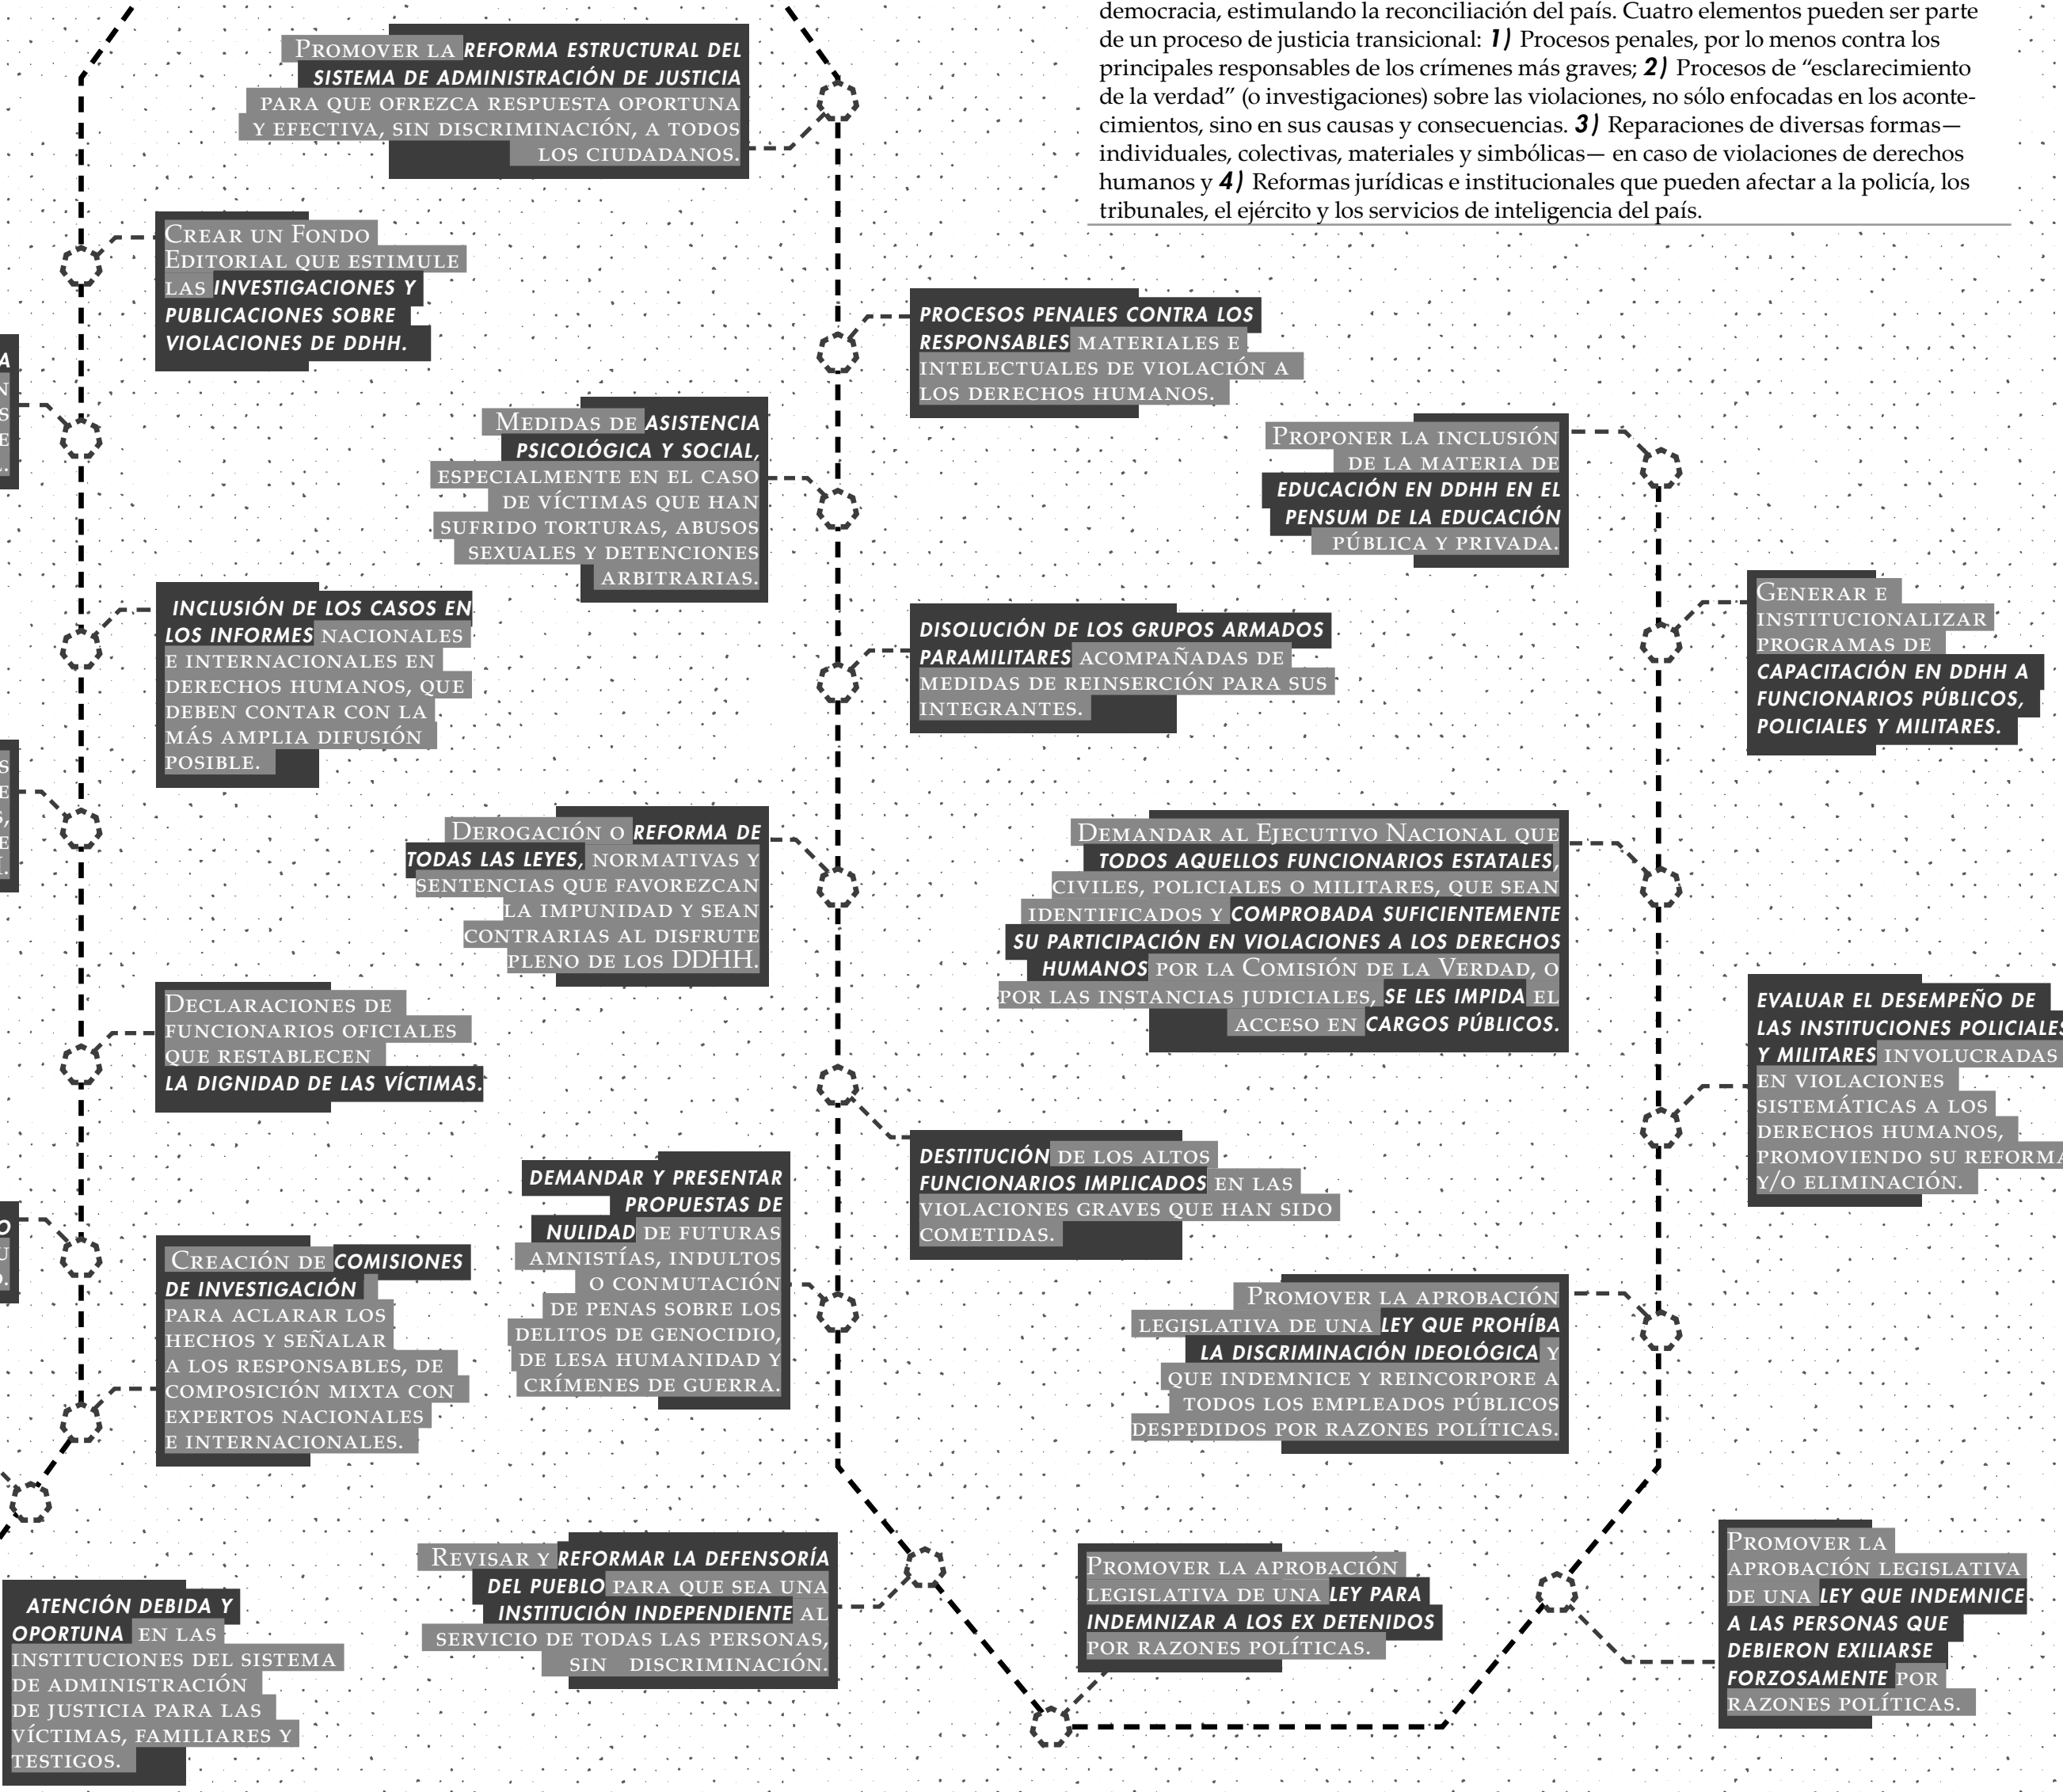 democracia, estimulando la reconciliación del país. Cuatro elementos pueden ser parte
de un proceso de justicia transicional: 1) Procesos penales, por lo menos contra los
principales responsables de los crímenes más graves; 2) Procesos de “esclarecimiento
de la verdad” (o investigaciones) sobre las violaciones, no sólo enfocadas en los aconte-
cimientos, sino en sus causas y consecuencias. 3) Reparaciones de diversas formas—
individuales, colectivas, materiales y simbólicas— en caso de violaciones de derechos
humanos y 4) Reformas jurídicas e institucionales que pueden afectar a la policía, los
tribunales, el ejército y los servicios de inteligencia del país.
Promover la REFORMA ESTRUCTURAL DEL
SISTEMA DE ADMINISTRACIÓN DE JUSTICIA
para que ofrezca respuesta oportuna
y efectiva, sin discriminación, a todos
los ciudadanos.
Crear un Fondo
Editorial que estimule
las INVESTIGACIONES Y
PUBLICACIONES SOBRE
VIOLACIONES DE DDHH.
PROCESOS PENALES CONTRA LOS
RESPONSABLES materiales e
intelectuales de violación a
los derechos humanos.
Medidas de ASISTENCIA
PSICOLÓGICA Y SOCIAL,
especialmente en el caso
de víctimas que han
sufrido torturas, abusos
sexuales y detenciones
arbitrarias.
Proponer la inclusión
de la materia de
EDUCACIÓN EN DDHH EN EL
PENSUM DE LA EDUCACIÓN
pública y privada.
INCLUSIÓN DE LOS CASOS EN
LOS INFORMES nacionales
e internacionales en
derechos humanos, que
deben contar con la
más amplia difusión
posible.
DISOLUCIÓN DE LOS GRUPOS ARMADOS
PARAMILITARES acompañadas de
medidas de reinserción para sus
integrantes.
Generar e
institucionalizar
programas de
CAPACITACIÓN EN DDHH A
FUNCIONARIOS PÚBLICOS,
POLICIALES Y MILITARES.
Derogación o REFORMA DE
TODAS LAS LEYES, normativas y
sentencias que favorezcan
la impunidad y sean
contrarias al disfrute
pleno de los DDHH.
Demandar al Ejecutivo Nacional que
TODOS AQUELLOS FUNCIONARIOS ESTATALES,
civiles, policiales o militares, que sean
identificados y COMPROBADA SUFICIENTEMENTE
SU PARTICIPACIÓN EN VIOLACIONES A LOS DERECHOS
HUMANOS por la Comisión de la Verdad, o
por las instancias judiciales, SE LES IMPIDA el
acceso en CARGOS PÚBLICOS.
Declaraciones de
funcionarios oficiales
que restablecen
LA DIGNIDAD DE LAS VÍCTIMAS.
EVALUAR EL DESEMPEÑO DE
LAS INSTITUCIONES POLICIALES
Y MILITARES involucradas
en violaciones
sistemáticas a los
derechos humanos,
promoviendo su reforma
y/o eliminación.
DEMANDAR Y PRESENTAR
PROPUESTAS DE
NULIDAD de futuras
amnistías, indultos
o conmutación
de penas sobre los
delitos de genocidio,
de lesa humanidad y
crímenes de guerra.
DESTITUCIÓN de los altos
FUNCIONARIOS IMPLICADOS en las
violaciones graves que han sido
cometidas.
Creación de COMISIONES
DE INVESTIGACIÓN
para aclarar los
hechos y señalar
a los responsables, de
composición mixta con
expertos nacionales
e internacionales.
Promover la aprobación
legislativa de una LEY QUE PROHÍBA
LA DISCRIMINACIÓN IDEOLÓGICA y
que indemnice y reincorpore a
todos los empleados públicos
despedidos por razones políticas.
ATENCIÓN DEBIDA Y
OPORTUNA en las
instituciones del sistema
de administración
de justicia para las
víctimas, familiares y
testigos.
Revisar y REFORMAR LA DEFENSORÍA
DEL PUEBLO para que sea una
INSTITUCIÓN INDEPENDIENTE al
servicio de todas las personas,
sin discriminación.
Promover la aprobación
legislativa de una LEY PARA
INDEMNIZAR A LOS EX DETENIDOS
por razones políticas.
Promover la
aprobación legislativa
de una LEY QUE INDEMNICE
A LAS PERSONAS QUE
DEBIERON EXILIARSE
FORZOSAMENTE por
razones políticas.